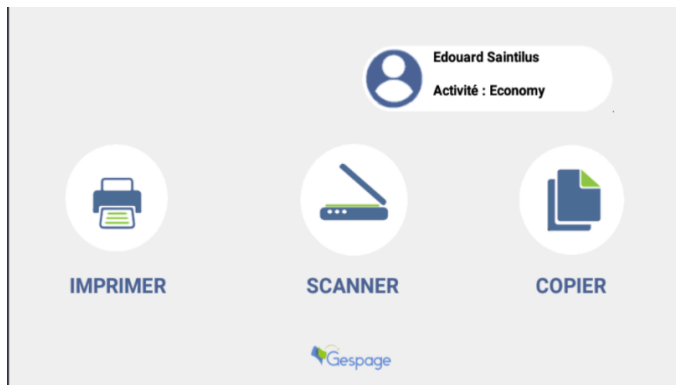 Edouard Saintilus
Activité : Economy
IMPRIMER
SCANNER
COPIER
Gespage